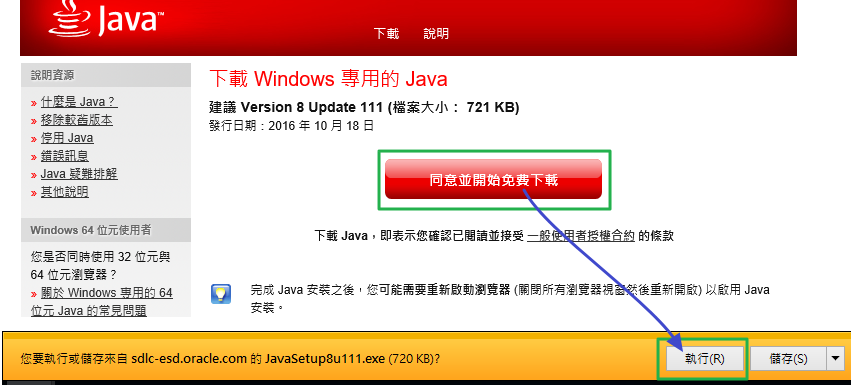 Java™
下載 說明
說明資源
» 什麼是 Java？
» 移除較舊版本
» 停用 Java
» 錯誤訊息
» Java 疑難排解
» 其他說明
Windows 64 位元使用者
您是否同時使用 32 位元與
64 位元瀏覽器？
» 關於 Windows 專用的 64
位元 Java 的常見問題
下載 Windows 專用的 Java
建議 Version 8 Update 111 (檔案大小： 721 KB)
發行日期：2016 年 10 月 18 日
同意並開始免費下載
下載 Java，即表示您確認已閱讀並接受 一般使用者授權合約 的條款
完成 Java 安裝之後，您可能需要重新啟動瀏覽器 (關閉所有瀏覽器視窗然後重新開啟) 以啟用 Java
安裝。
您要執行或儲存來自 sdlc-esd.oracle.com 的 JavaSetup8u111.exe (720 KB)?
執行(R)
儲存(S)